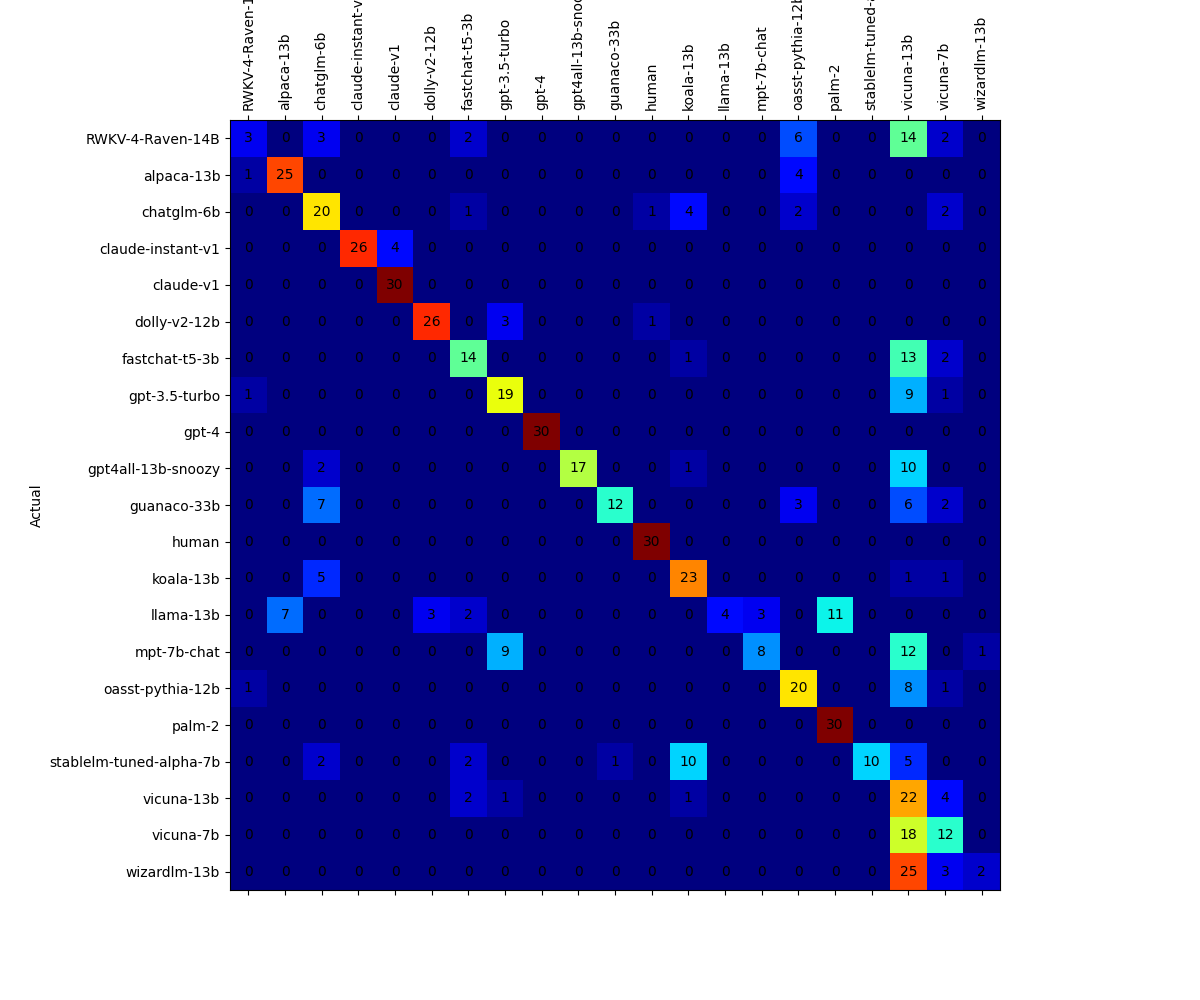 RWKV-4-Raven-1 alpaca-13b chatglm-6b claude-instant-v claude-v1 dolly-v2-12b fastchat-t5-3b gpt-3.5-turbo gpt-4 gpt4all-13b-snoo guanaco-33b human koala-13b llama-13b mpt-7b-chat oasst-pythia-12b palm-2 stablelm-tuned-a vicuna-13b vicuna-7b wizardlm-13b
Actual
RWKV-4-Raven-14B 3 0 3 0 0 0 2 0 0 0 0 0 0 0 0 6 0 0 14 2 0
alpaca-13b 1 25 0 0 0 0 0 0 0 0 0 0 0 0 0 4 0 0 0 0 0
chatglm-6b 0 0 20 0 0 0 1 0 0 0 0 1 4 0 0 2 0 0 0 2 0
claude-instant-v1 0 0 0 26 4 0 0 0 0 0 0 0 0 0 0 0 0 0 0 0 0
claude-v1 0 0 0 0 30 0 0 0 0 0 0 0 0 0 0 0 0 0 0 0 0
dolly-v2-12b 0 0 0 0 0 26 0 3 0 0 0 1 0 0 0 0 0 0 0 0 0
fastchat-t5-3b 0 0 0 0 0 0 14 0 0 0 0 0 1 0 0 0 0 0 13 2 0
gpt-3.5-turbo 1 0 0 0 0 0 0 19 0 0 0 0 0 0 0 0 0 0 9 1 0
gpt-4 0 0 0 0 0 0 0 0 30 0 0 0 0 0 0 0 0 0 0 0 0
gpt4all-13b-snoozy 0 0 2 0 0 0 0 0 0 17 0 0 1 0 0 0 0 0 10 0 0
guanaco-33b 0 0 7 0 0 0 0 0 0 0 12 0 0 0 0 3 0 0 6 2 0
human 0 0 0 0 0 0 0 0 0 0 0 30 0 0 0 0 0 0 0 0 0
koala-13b 0 0 5 0 0 0 0 0 0 0 0 0 23 0 0 0 0 0 1 1 0
llama-13b 0 7 0 0 0 3 2 0 0 0 0 0 0 4 3 0 11 0 0 0 0
mpt-7b-chat 0 0 0 0 0 0 0 9 0 0 0 0 0 0 8 0 0 0 12 0 1
oasst-pythia-12b 1 0 0 0 0 0 0 0 0 0 0 0 0 0 0 20 0 0 8 1 0
palm-2 0 0 0 0 0 0 0 0 0 0 0 0 0 0 0 0 30 0 0 0 0
stablelm-tuned-alpha-7b 0 0 2 0 0 0 2 0 0 0 1 0 10 0 0 0 0 10 5 0 0
vicuna-13b 0 0 0 0 0 0 2 1 0 0 0 0 1 0 0 0 0 0 22 4 0
vicuna-7b 0 0 0 0 0 0 0 0 0 0 0 0 0 0 0 0 0 0 18 12 0
wizardlm-13b 0 0 0 0 0 0 0 0 0 0 0 0 0 0 0 0 0 0 25 3 2